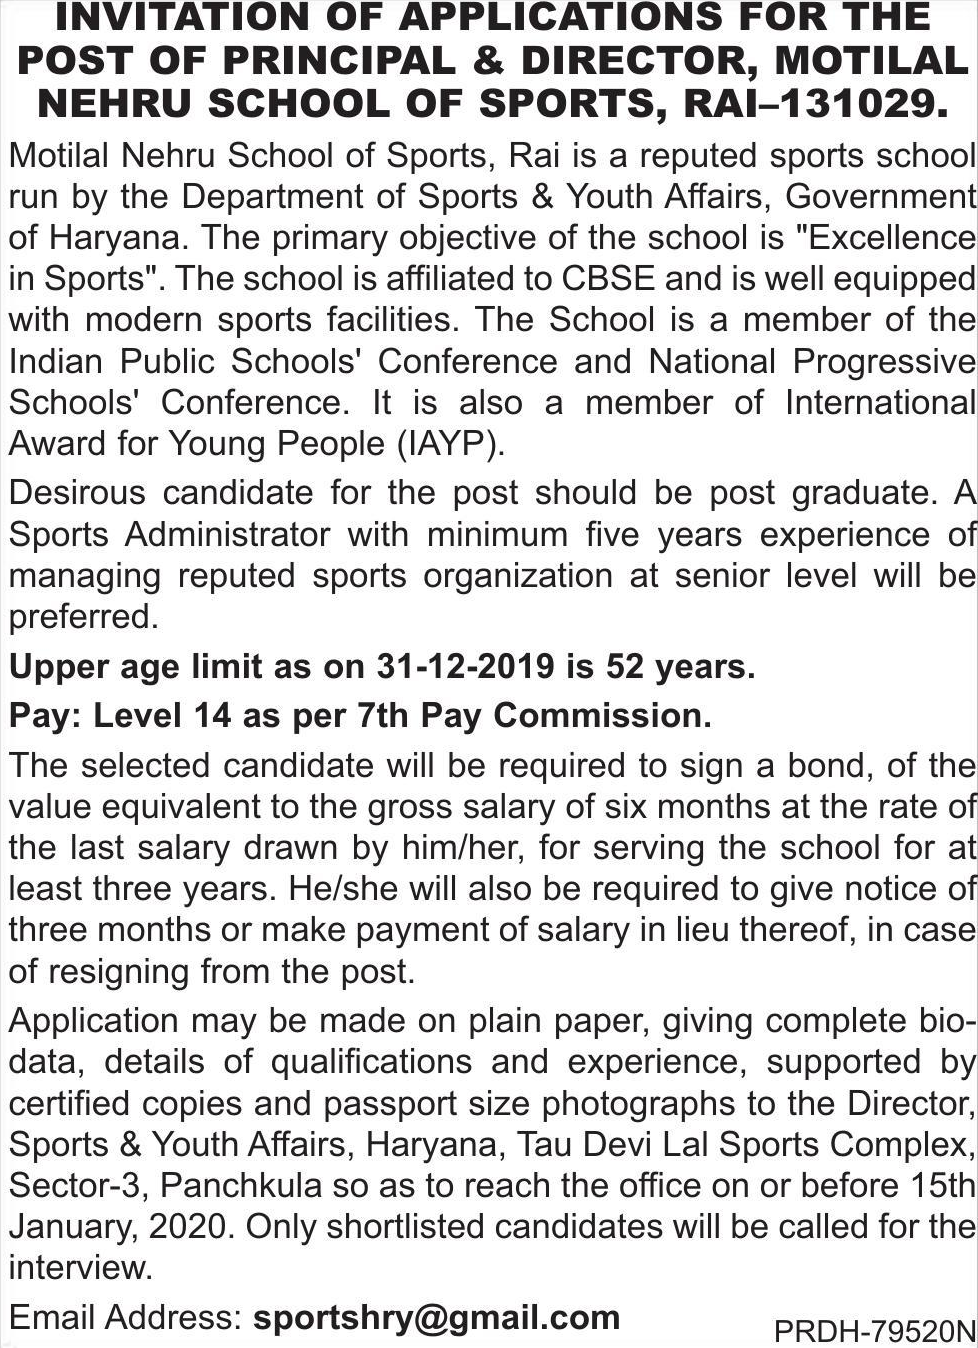 INVITATION OF APPLICATIONS FOR THE
POST OF PRINCIPAL & DIRECTOR, MOTILAL
NEHRU SCHOOL OF SPORTS, RAI–131029.
Motilal Nehru School of Sports, Rai is a reputed sports school
run by the Department of Sports & Youth Affairs, Government
of Haryana. The primary objective of the school is "Excellence
in Sports". The school is affiliated to CBSE and is well equipped
with modern sports facilities. The School is a member of the
Indian Public Schools' Conference and National Progressive
Schools' Conference. It is also a member of International
Award for Young People (IAYP).
Desirous candidate for the post should be post graduate. A
Sports Administrator with minimum five years experience of
managing reputed sports organization at senior level will be
preferred.
Upper age limit as on 31-12-2019 is 52 years.
Pay: Level 14 as per 7th Pay Commission.
The selected candidate will be required to sign a bond, of the
value equivalent to the gross salary of six months at the rate of
the last salary drawn by him/her, for serving the school for at
least three years. He/she will also be required to give notice of
three months or make payment of salary in lieu thereof, in case
of resigning from the post.
Application may be made on plain paper, giving complete bio-
data, details of qualifications and experience, supported by
certified copies and passport size photographs to the Director,
Sports & Youth Affairs, Haryana, Tau Devi Lal Sports Complex,
Sector-3, Panchkula so as to reach the office on or before 15th
January, 2020. Only shortlisted candidates will be called for the
interview.
Email Address: sportshry@gmail.com
PRDH-79520N